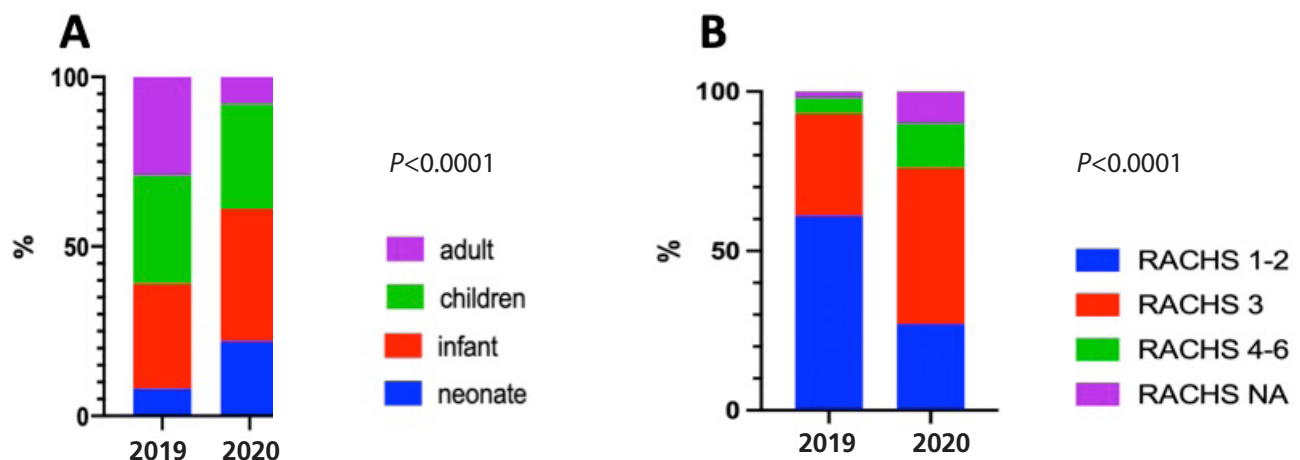 A
100
50
0
%
2019 2020
P<0.0001
adult
children
infant
neonate
B
100
50
0
%
2019 2020
P<0.0001
RACHS 1-2
RACHS 3
RACHS 4-6
RACHS NA